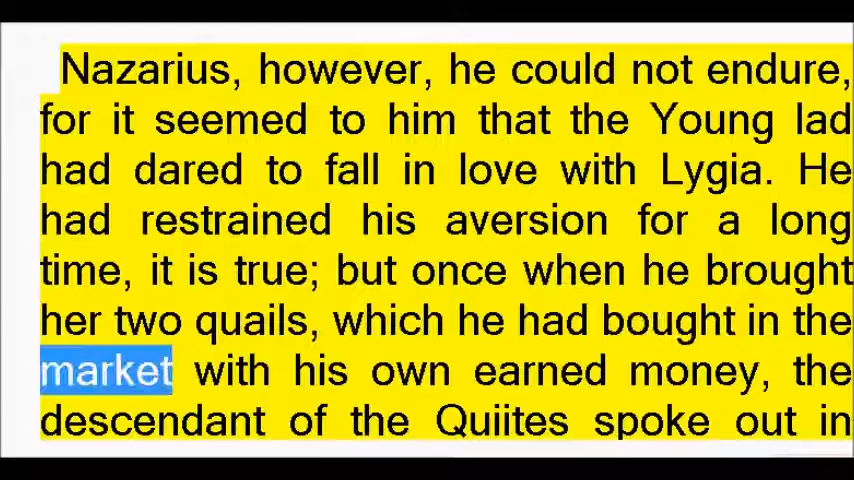 Nazarius, however, he could not endure,
for it seemed to him that the Young lad
had dared to fall in love with Lygia. He
had restrained his aversion for a long
time, it is true; but once when he brought
her two quails, which he had bought in the
market with his own earned money, the
descendant of the Quiites spoke out in